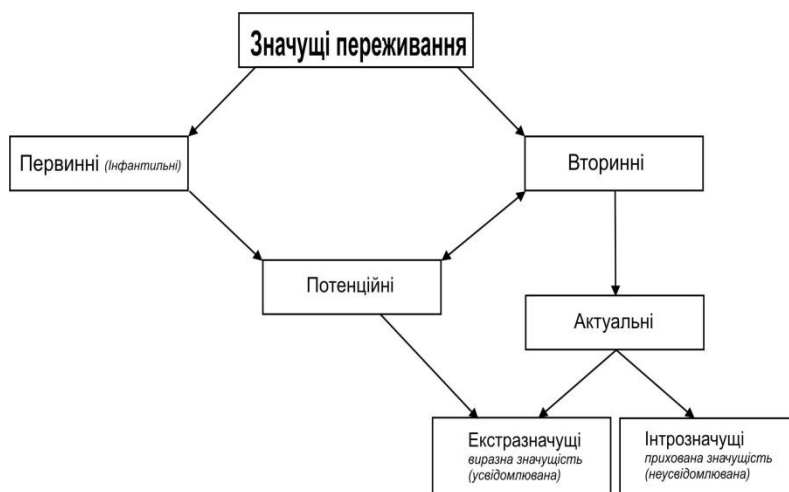 Значущі переживання
Первинні (Інфантильні)
Вторинні
Потенційні
Актуальні
Екстразначущі
виразна значущість
(усвідомлювана)
Інтрозначущі
прихована значущість
(неусвідомлювана)